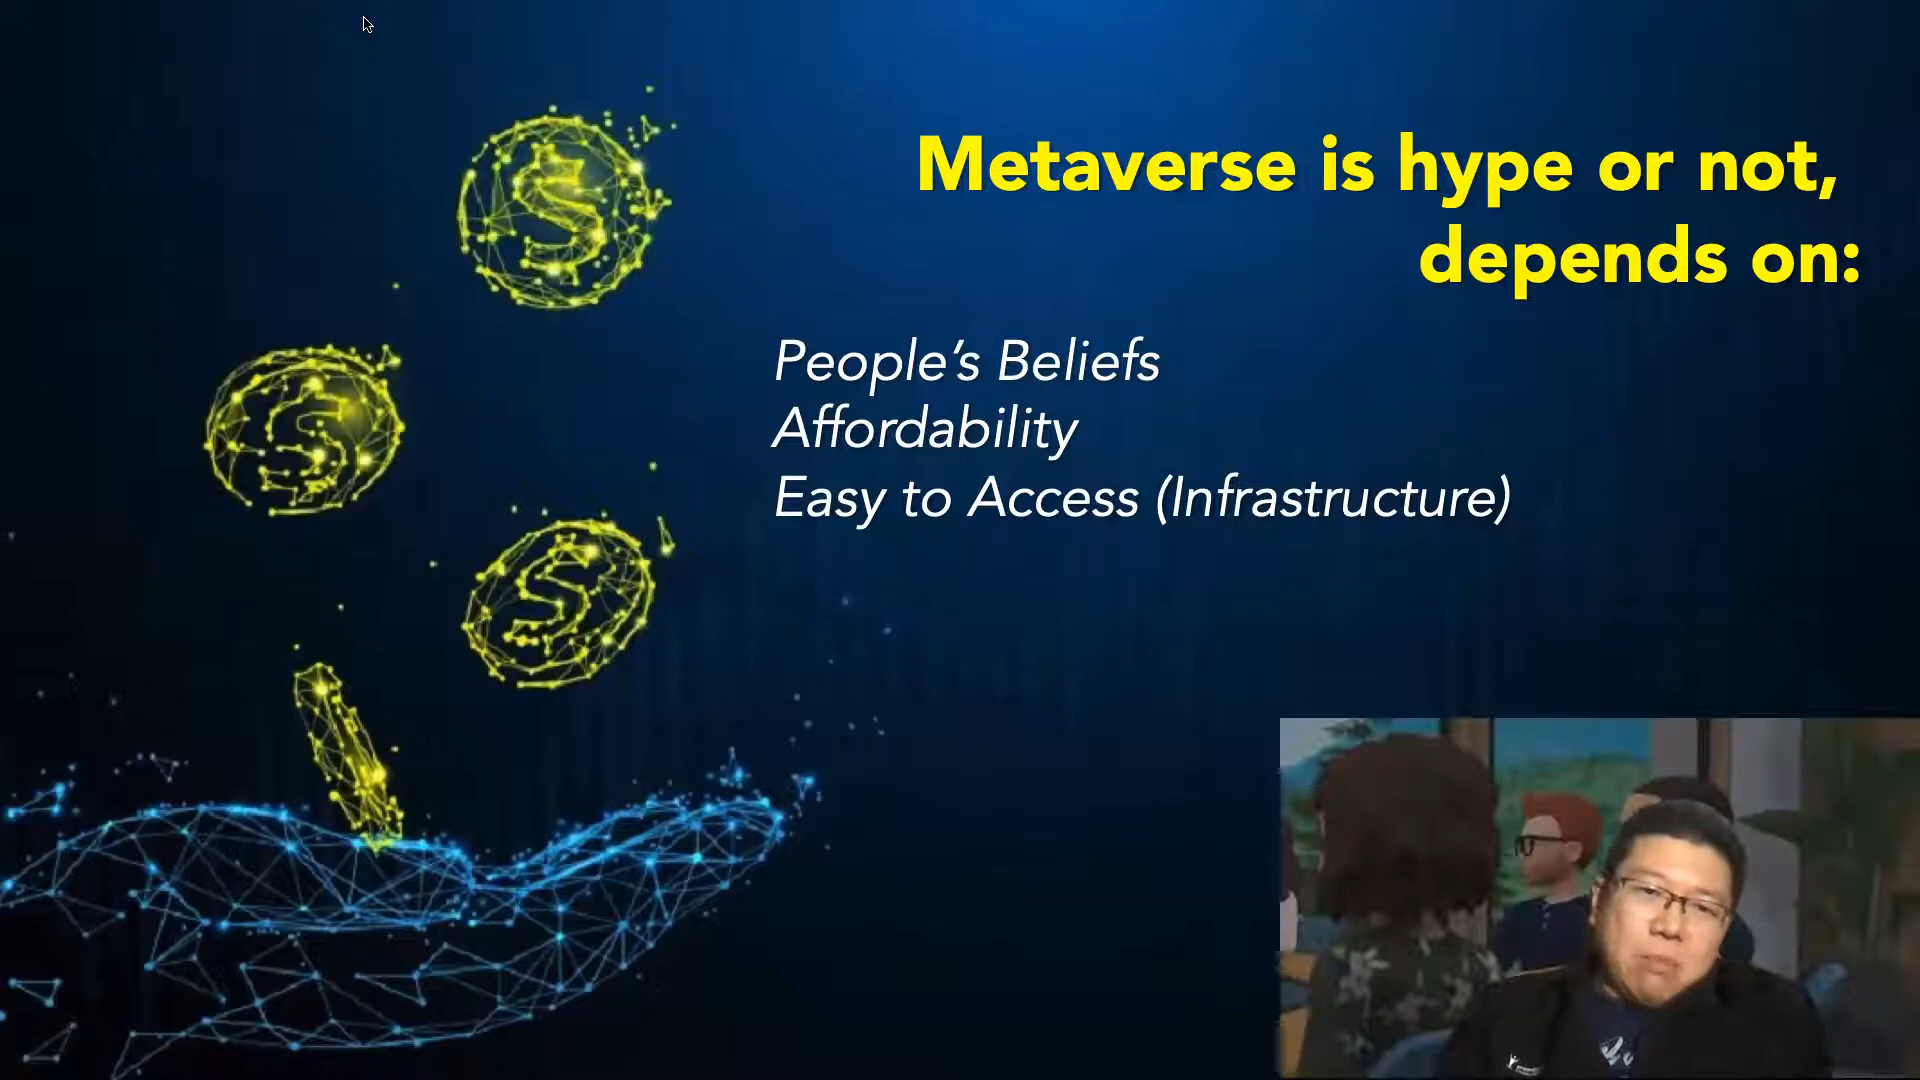 Metaverse is hype or not,
depends on:
People’s Beliefs
Affordability
Easy to Access (Infrastructure)